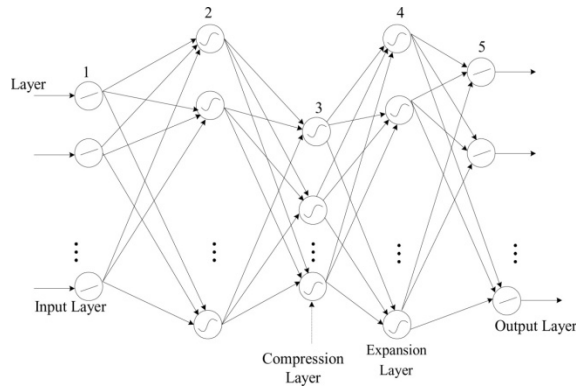 2
4
1
5
Layer
3
Input Layer
Output Layer
Compression
Layer
Expansion
Layer